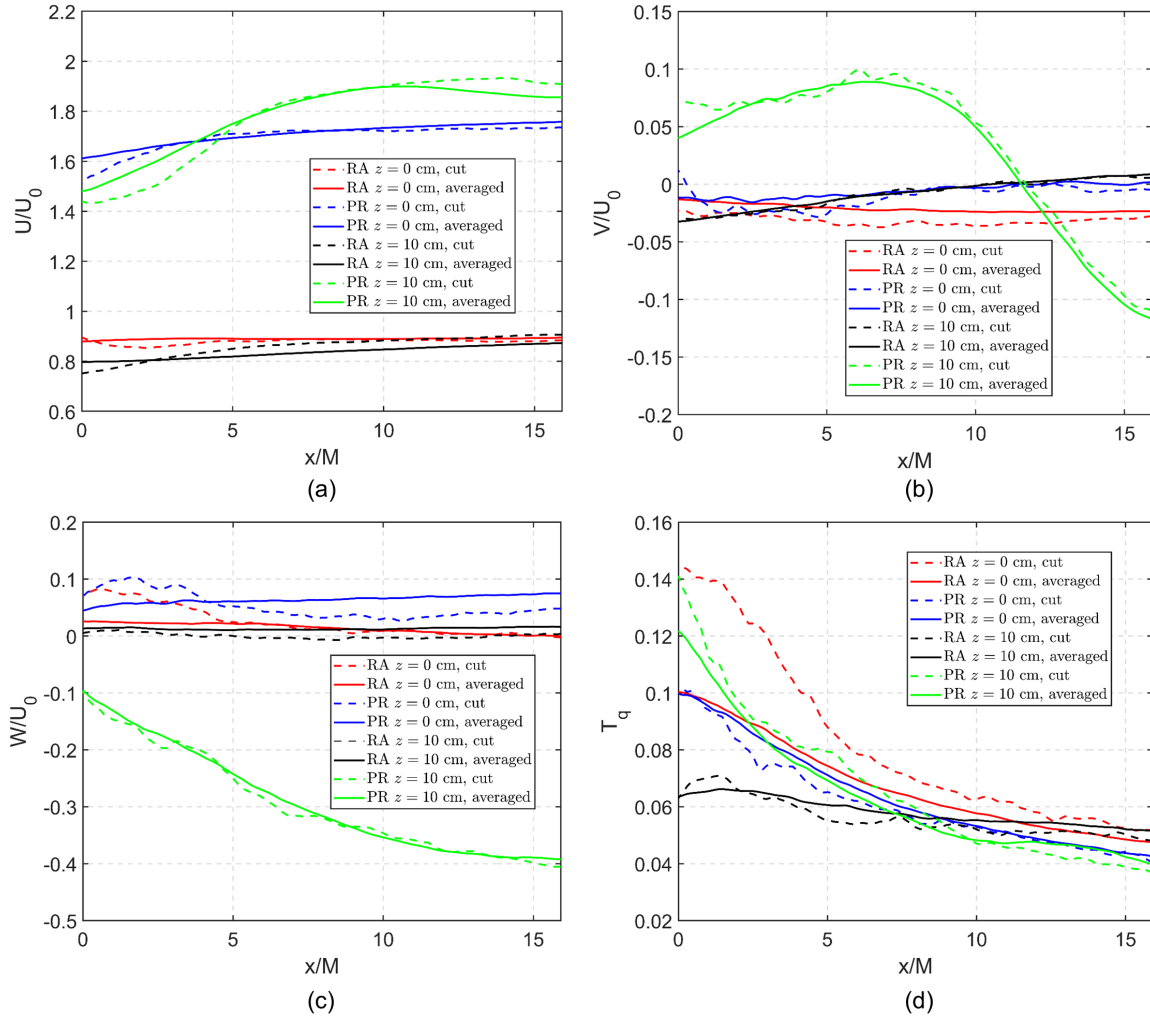 2.2
2
1.8
1.6
1.4
1.2
1
0.8
0.6
U/U0
RA z = 0 cm, cut
RA z = 0 cm, averaged
PR z = 0 cm, cut
PR z = 0 cm, averaged
RA z = 10 cm, cut
RA z = 10 cm, averaged
PR z = 10 cm, cut
PR z = 10 cm, averaged
0 5 10 15
x/M
(a)
0.15
0.1
0.05
0
-0.05
-0.1
-0.15
-0.2
V/U0
RA z = 0 cm, cut
RA z = 0 cm, averaged
PR z = 0 cm, cut
PR z = 0 cm, averaged
RA z = 10 cm, cut
RA z = 10 cm, averaged
PR z = 10 cm, cut
PR z = 10 cm, averaged
0 5 10 15
x/M
(b)
0.2
0.1
0
-0.1
-0.2
-0.3
-0.4
-0.5
W/U0
RA z = 0 cm, cut
RA z = 0 cm, averaged
PR z = 0 cm, cut
PR z = 0 cm, averaged
RA z = 10 cm, cut
RA z = 10 cm, averaged
PR z = 10 cm, cut
PR z = 10 cm, averaged
0 5 10 15
x/M
(c)
0.16
0.14
0.12
0.1
0.08
0.06
0.04
0.02
Tq
RA z = 0 cm, cut
RA z = 0 cm, averaged
PR z = 0 cm, cut
PR z = 0 cm, averaged
RA z = 10 cm, cut
RA z = 10 cm, averaged
PR z = 10 cm, cut
PR z = 10 cm, averaged
0 5 10 15
x/M
(d)